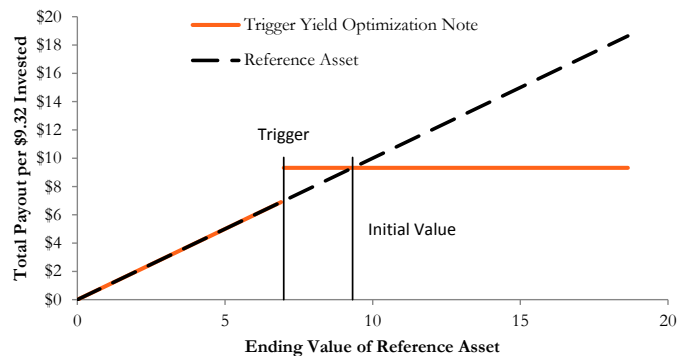 $20
$18
$16
$14
$12
$10
$8
$6
$4
$2
$0
Total Payout per $9.32 Invested
Trigger Yield Optimization Note
Reference Asset
Trigger
Initial Value
0
5
10
15
20
Ending Value of Reference Asset